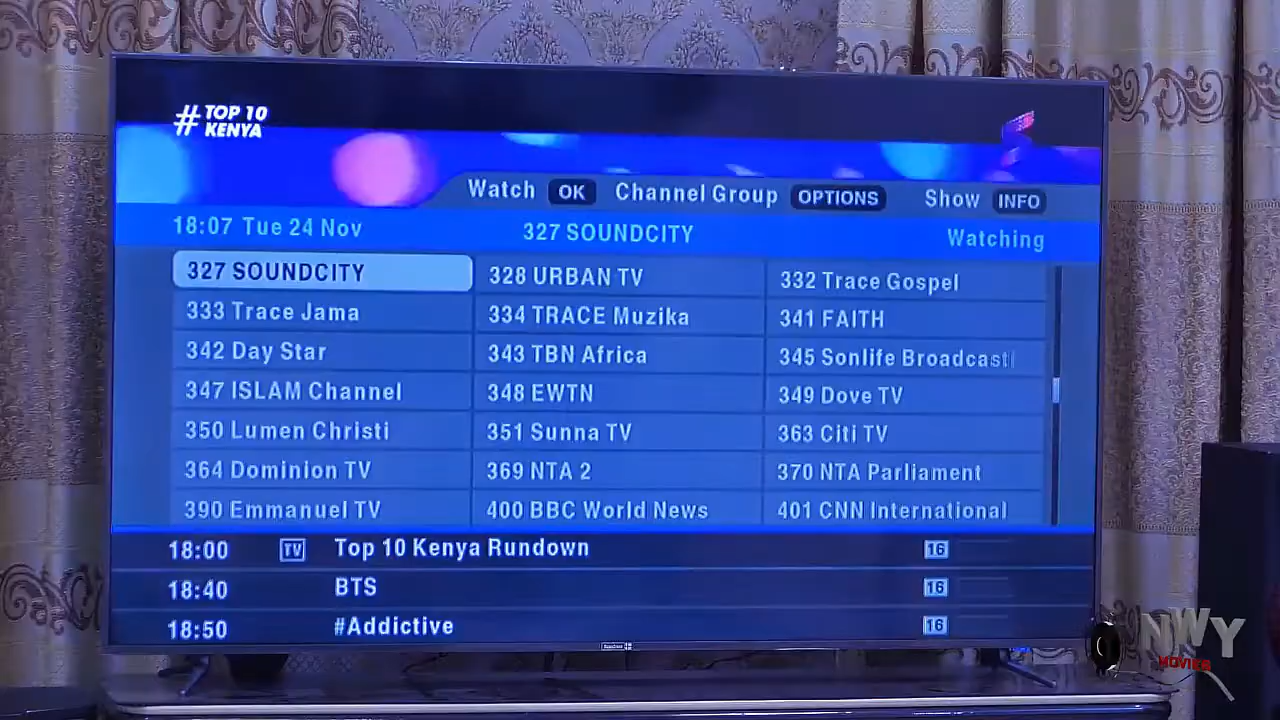 # TOP 10
KENYA
Watch OK Channel Group OPTIONS Show INFO
18:07 Tue 24 Nov 327 SOUNDCITY Watching
327 SOUNDCITY 328 URBAN TV 332 Trace Gospel
333 Trace Jama 334 TRACE Muzika 341 FAITH
342 Day Star 343 TBN Africa 345 Sonlife Broadcasti
347 ISLAM Channel 348 EWTN 349 Dove TV
350 Lumen Christi 351 Sunna TV 363 Citi TV
364 Dominion TV 369 NTA 2 370 NTA Parliament
390 Emmanuel TV 400 BBC World News 401 CNN International
18:00 TV Top 10 Kenya Rundown 16
18:40 BTS 16
18:50 #Addictive 16
NWY
MOVIES